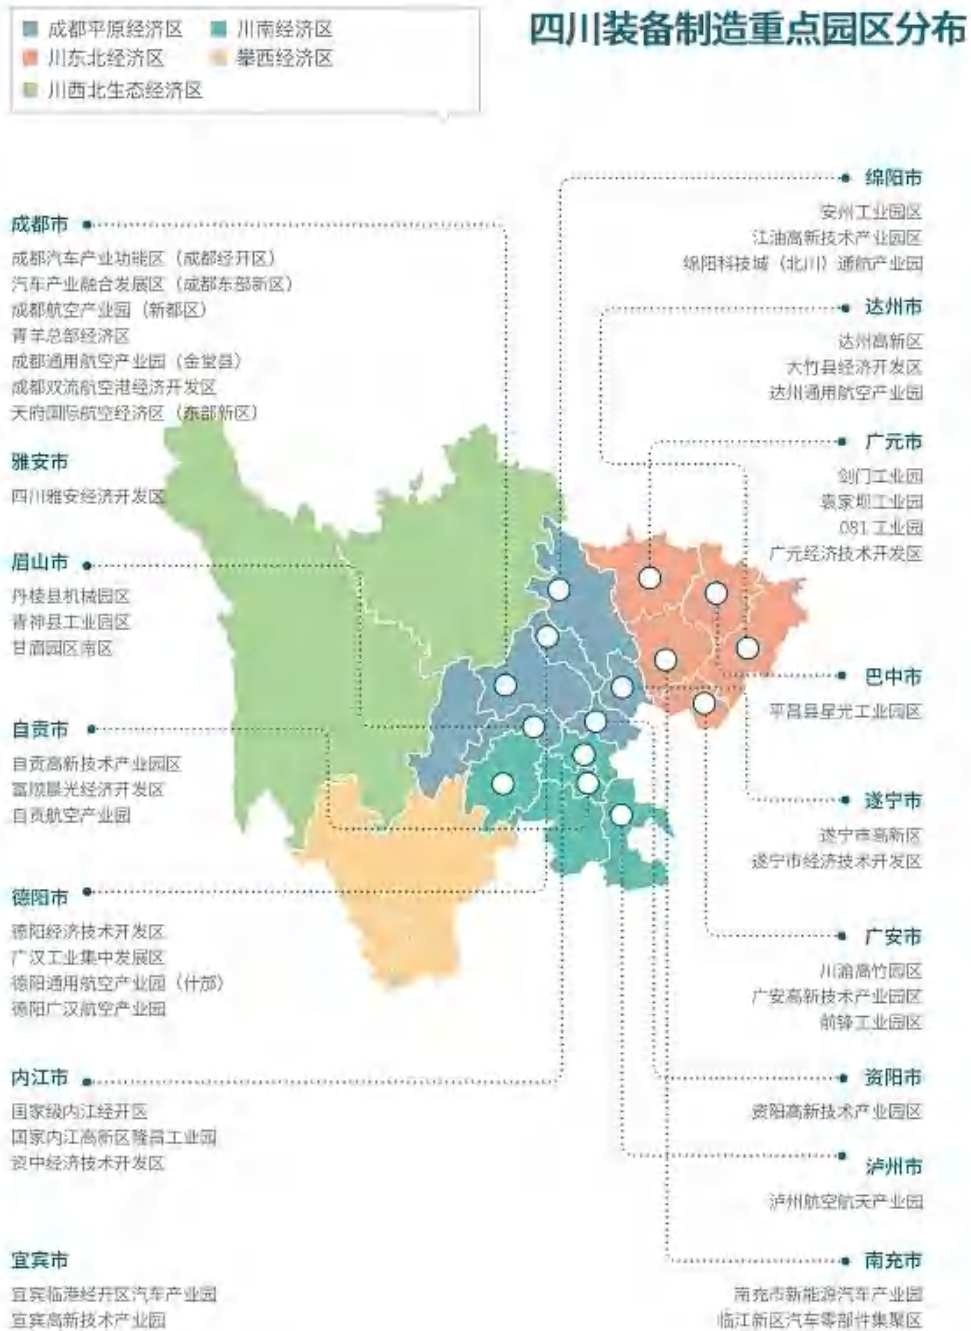 四川装备制造重点园区分布
成都平原经济区
川南经济区
川东北经济区
攀西经济区
川西北生态经济区
成都市
成都汽车产业功能区（成都经开区）
汽车产业融合发展区（成都东部新区）
成都航空产业园（新都区）
青羊总部经济区
成都通用航空产业园（金堂县）
成都双流航空港经济开发区
天府国际航空经济区（东部新区）
雅安市
四川雅安经济开发区
眉山市
丹棱县机械园区
青神县工业园区
甘眉园区南区
自贡市
自贡高新技术产业园区
富顺晨光经济开发区
自贡航空产业园
德阳市
德阳经济技术开发区
广汉工业集中发展区
德阳通用航空产业园（什邡）
德阳广汉航空产业园
内江市
国家级内江经开区
国家内江高新区隆昌工业园
资中经济技术开发区
宜宾市
宜宾临港经开区汽车产业园
宜宾高新技术产业园
绵阳市
安州工业园区
江油高新技术产业园区
绵阳科技城（北川）通航产业园
达州市
达州高新区
大竹县经济开发区
达州通用航空产业园
广元市
剑门工业园
袁家坝工业园
081 工业园
广元经济技术开发区
巴中市
平昌县星光工业园区
遂宁市
遂宁市高新区
遂宁市经济技术开发区
广安市
川渝高竹园区
广安高新技术产业园区
前锋工业园区
资阳市
资阳高新技术产业园区
泸州市
泸州航空航天产业园
南充市
南充市新能源汽车产业园
临江新区汽车零部件集聚区